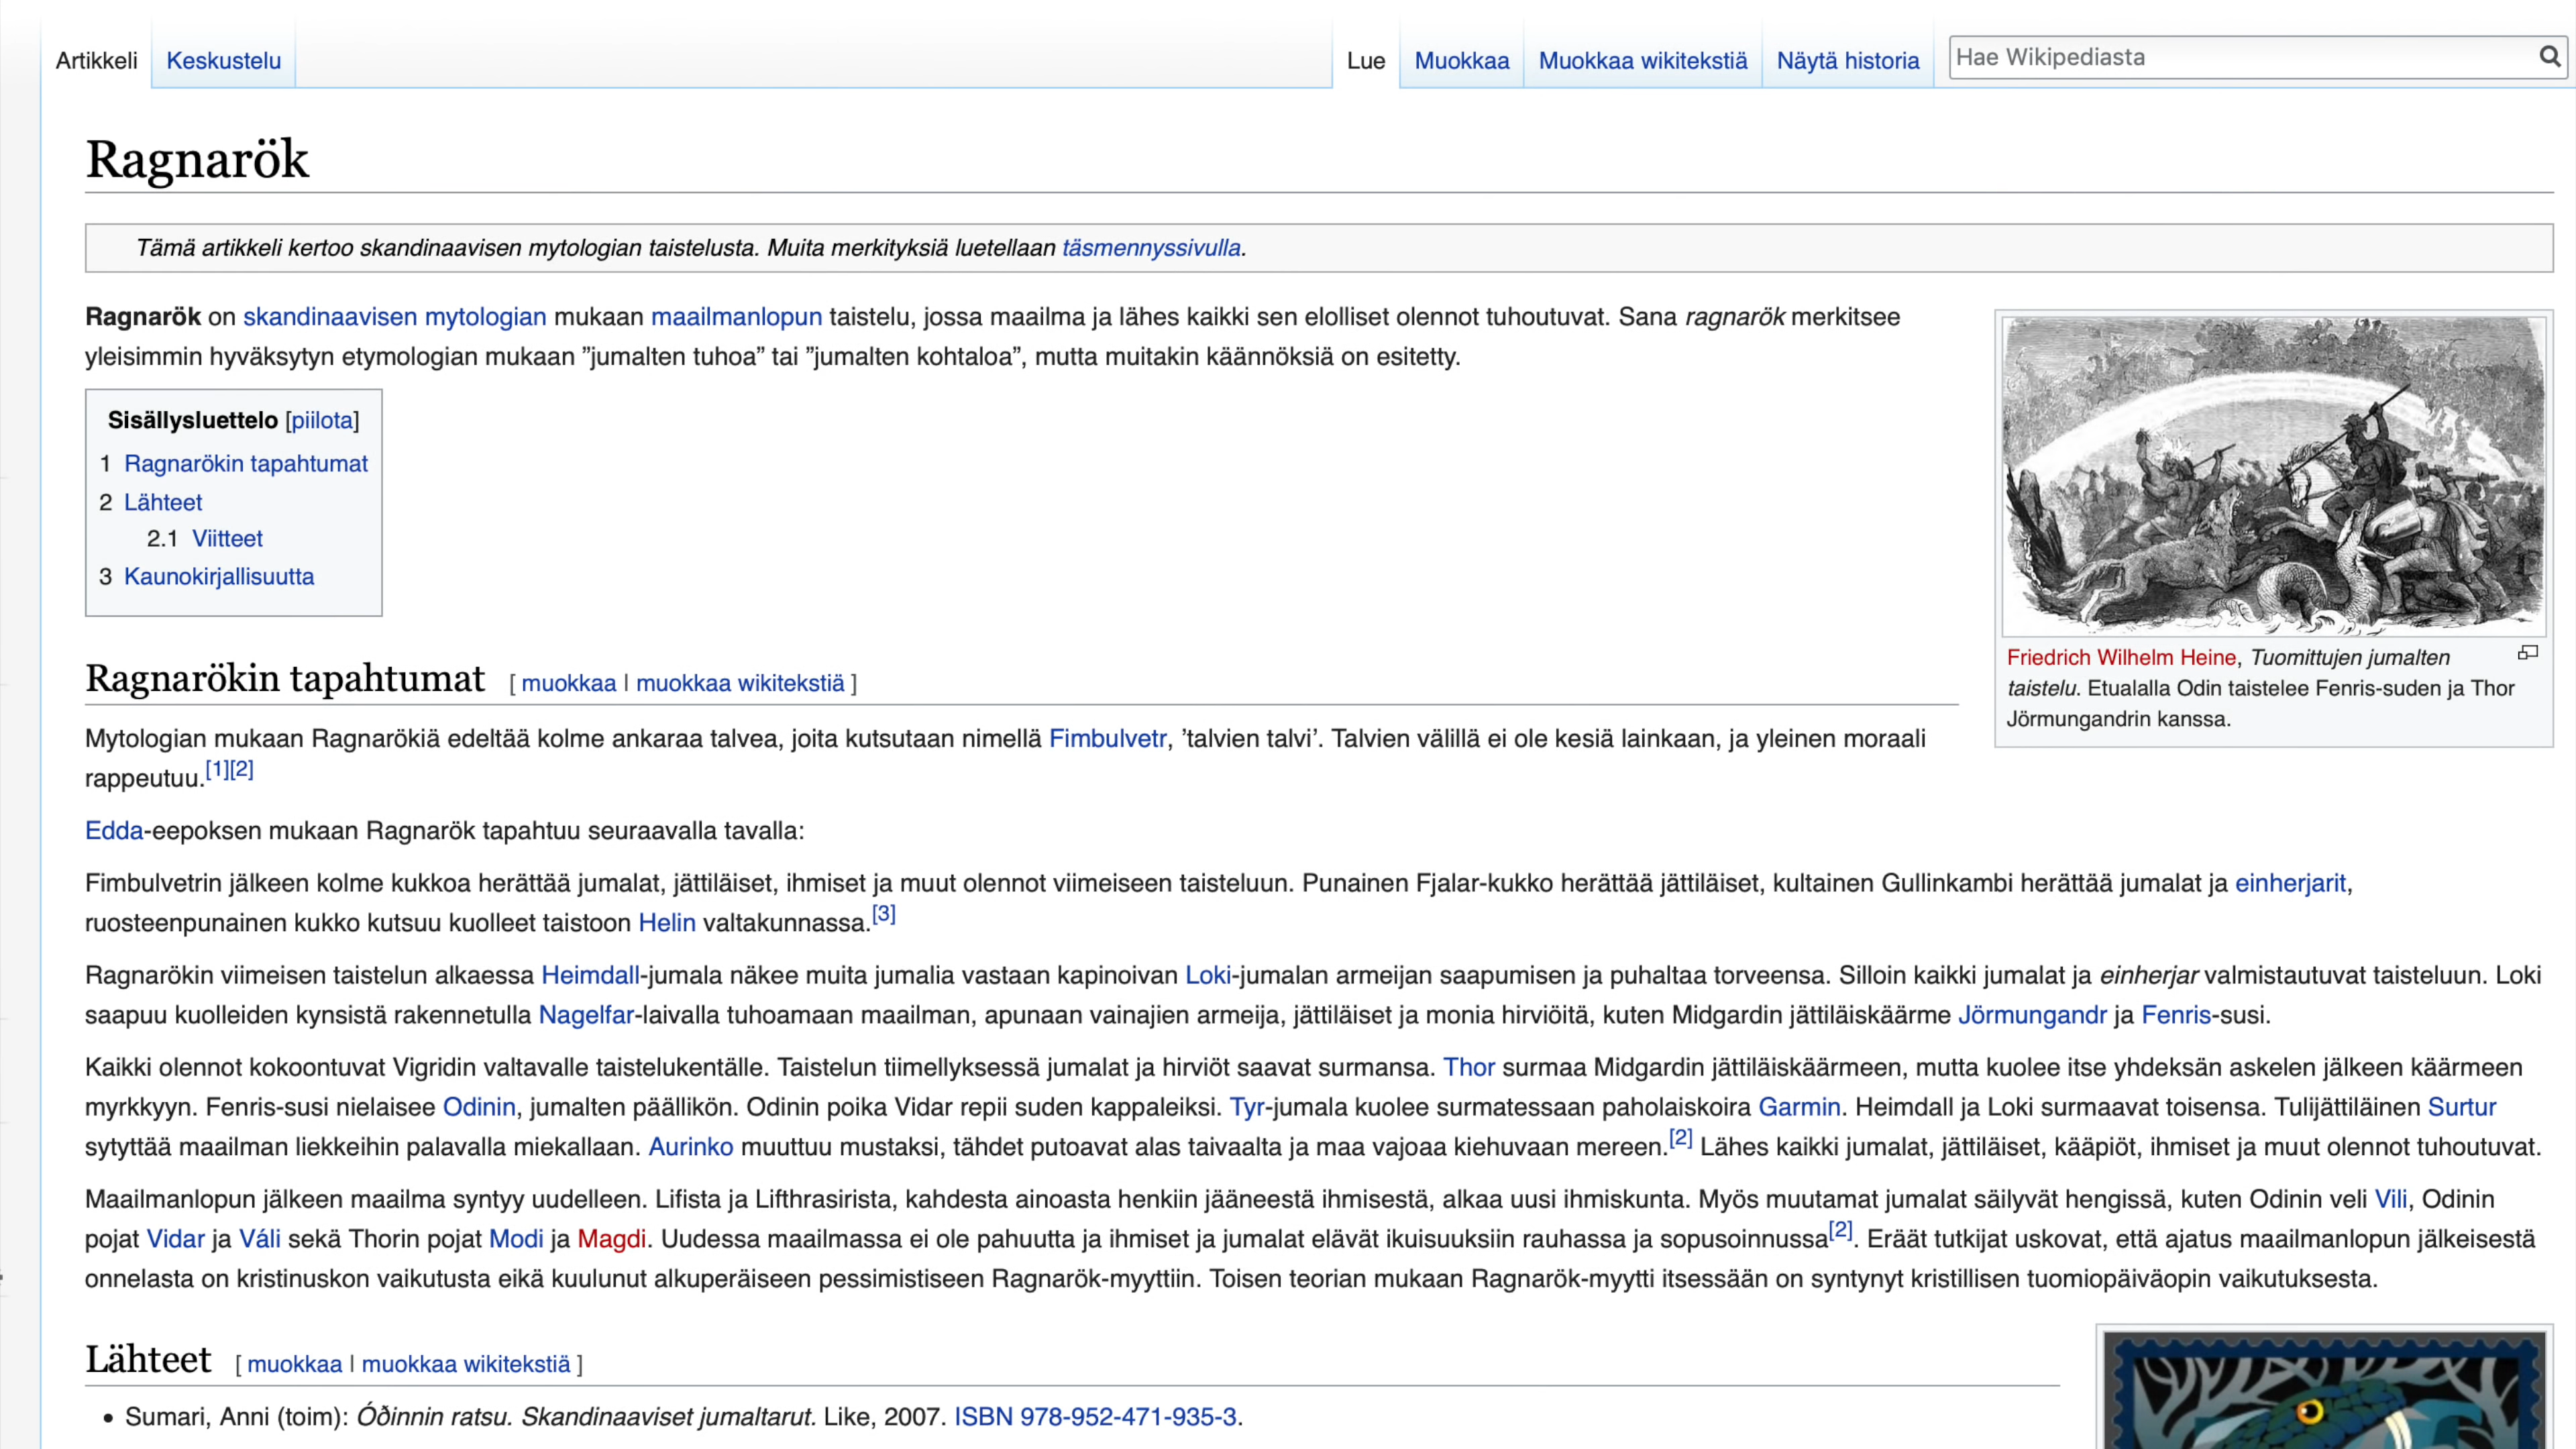 Artikkeli Keskustelu Lue Muokkaa Muokkaa wikitekstiä Näytä historia Hae Wikipediasta
Ragnarök
Tämä artikkeli kertoo skandinaavisen mytologian taistelusta. Muita merkityksiä luetellaan täsmennyssivulla.
Ragnarök on skandinaavisen mytologian mukaan maailmanlopun taistelu, jossa maailma ja lähes kaikki sen elolliset olennot tuhoutuvat. Sana ragnarök merkitsee
yleisimmin hyväksytyn etymologian mukaan ”jumalten tuhoa” tai ”jumalten kohtaloa”, mutta muitakin käännöksiä on esitetty.
Sisällysluettelo [piilota]
1 Ragnarökin tapahtumat
2 Lähteet
2.1 Viitteet
3 Kaunokirjallisuutta
Friedrich Wilhelm Heine, Tuomittujen jumalten
taistelu. Etualalla Odin taistelee Fenris-suden ja Thor
Jörmungandrin kanssa.
Ragnarökin tapahtumat [ muokkaa | muokkaa wikitekstiä ]
Mytologian mukaan Ragnarökiä edeltää kolme ankaraa talvea, joita kutsutaan nimellä Fimbulvetr, ’talvien talvi’. Talvien välillä ei ole kesiä lainkaan, ja yleinen moraali
rappeutuu.[1][2]
Edda-eepoksen mukaan Ragnarök tapahtuu seuraavalla tavalla:
Fimbulvetrin jälkeen kolme kukkoa herättää jumalat, jättiläiset, ihmiset ja muut olennot viimeiseen taisteluun. Punainen Fjalar-kukko herättää jättiläiset, kultainen Gullinkambi herättää jumalat ja einherjarit,
ruosteenpunainen kukko kutsuu kuolleet taistoon Helin valtakunnassa.[3]
Ragnarökin viimeisen taistelun alkaessa Heimdall-jumala näkee muita jumalia vastaan kapinoivan Loki-jumalan armeijan saapumisen ja puhaltaa torveensa. Silloin kaikki jumalat ja einherjar valmistautuvat taisteluun. Loki
saapuu kuolleiden kynsistä rakennetulla Nagelfar-laivalla tuhoamaan maailman, apunaan vainajien armeija, jättiläiset ja monia hirviöitä, kuten Midgardin jättiläiskäärme Jörmungandr ja Fenris-susi.
Kaikki olennot kokoontuvat Vigridin valtavalle taistelukentälle. Taistelun tiimellyksessä jumalat ja hirviöt saavat surmansa. Thor surmaa Midgardin jättiläiskäärmeen, mutta kuolee itse yhdeksän askelen jälkeen käärmeen
myrkkyyn. Fenris-susi nielaisee Odinin, jumalten päällikön. Odinin poika Vidar repii suden kappaleiksi. Tyr-jumala kuolee surmatessaan paholaiskoira Garmin. Heimdall ja Loki surmaavat toisensa. Tulijättiläinen Surtur
sytyttää maailman liekkeihin palavalla miekallaan. Aurinko muuttuu mustaksi, tähdet putoavat alas taivaalta ja maa vajoaa kiehuvaan mereen.[2] Lähes kaikki jumalat, jättiläiset, kääpiöt, ihmiset ja muut olennot tuhoutuvat.
Maailmanlopun jälkeen maailma syntyy uudelleen. Lifista ja Lifthrasirista, kahdesta ainoasta henkiin jääneestä ihmisestä, alkaa uusi ihmiskunta. Myös muutamat jumalat säilyvät hengissä, kuten Odinin veli Vili, Odinin
pojat Vidar ja Váli sekä Thorin pojat Modi ja Magdi. Uudessa maailmassa ei ole pahuutta ja ihmiset ja jumalat elävät ikuisuuksiin rauhassa ja sopusoinnussa[2]. Eräät tutkijat uskovat, että ajatus maailmanlopun jälkeisestä
onnelasta on kristinuskon vaikutusta eikä kuulunut alkuperäiseen pessimistiseen Ragnarök-myyttiin. Toisen teorian mukaan Ragnarök-myytti itsessään on syntynyt kristillisen tuomiopäiväopin vaikutuksesta.
Lähteet [ muokkaa | muokkaa wikitekstiä ]
• Sumari, Anni (toim): Óðinnin ratsu. Skandinaaviset jumaltarut. Like, 2007. ISBN 978-952-471-935-3.